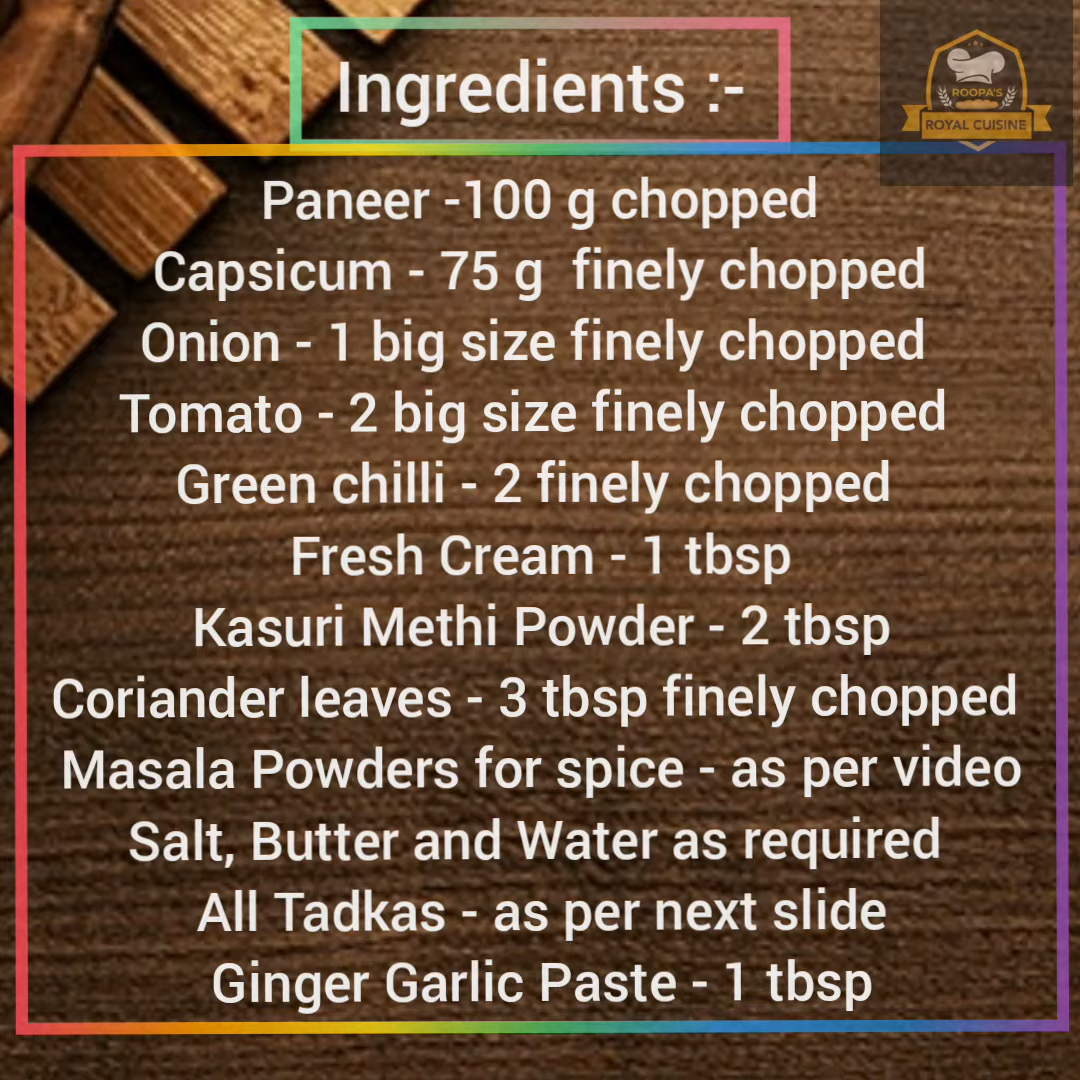 Ingredients :-
ROOPA'S
ROYAL CUISINE
Paneer -100 g chopped
Capsicum - 75 g  finely chopped
Onion - 1 big size finely chopped
Tomato - 2 big size finely chopped
Green chilli - 2 finely chopped
Fresh Cream - 1 tbsp
Kasuri Methi Powder - 2 tbsp
Coriander leaves - 3 tbsp finely chopped
Masala Powders for spice - as per video
Salt, Butter and Water as required
All Tadkas - as per next slide
Ginger Garlic Paste - 1 tbsp